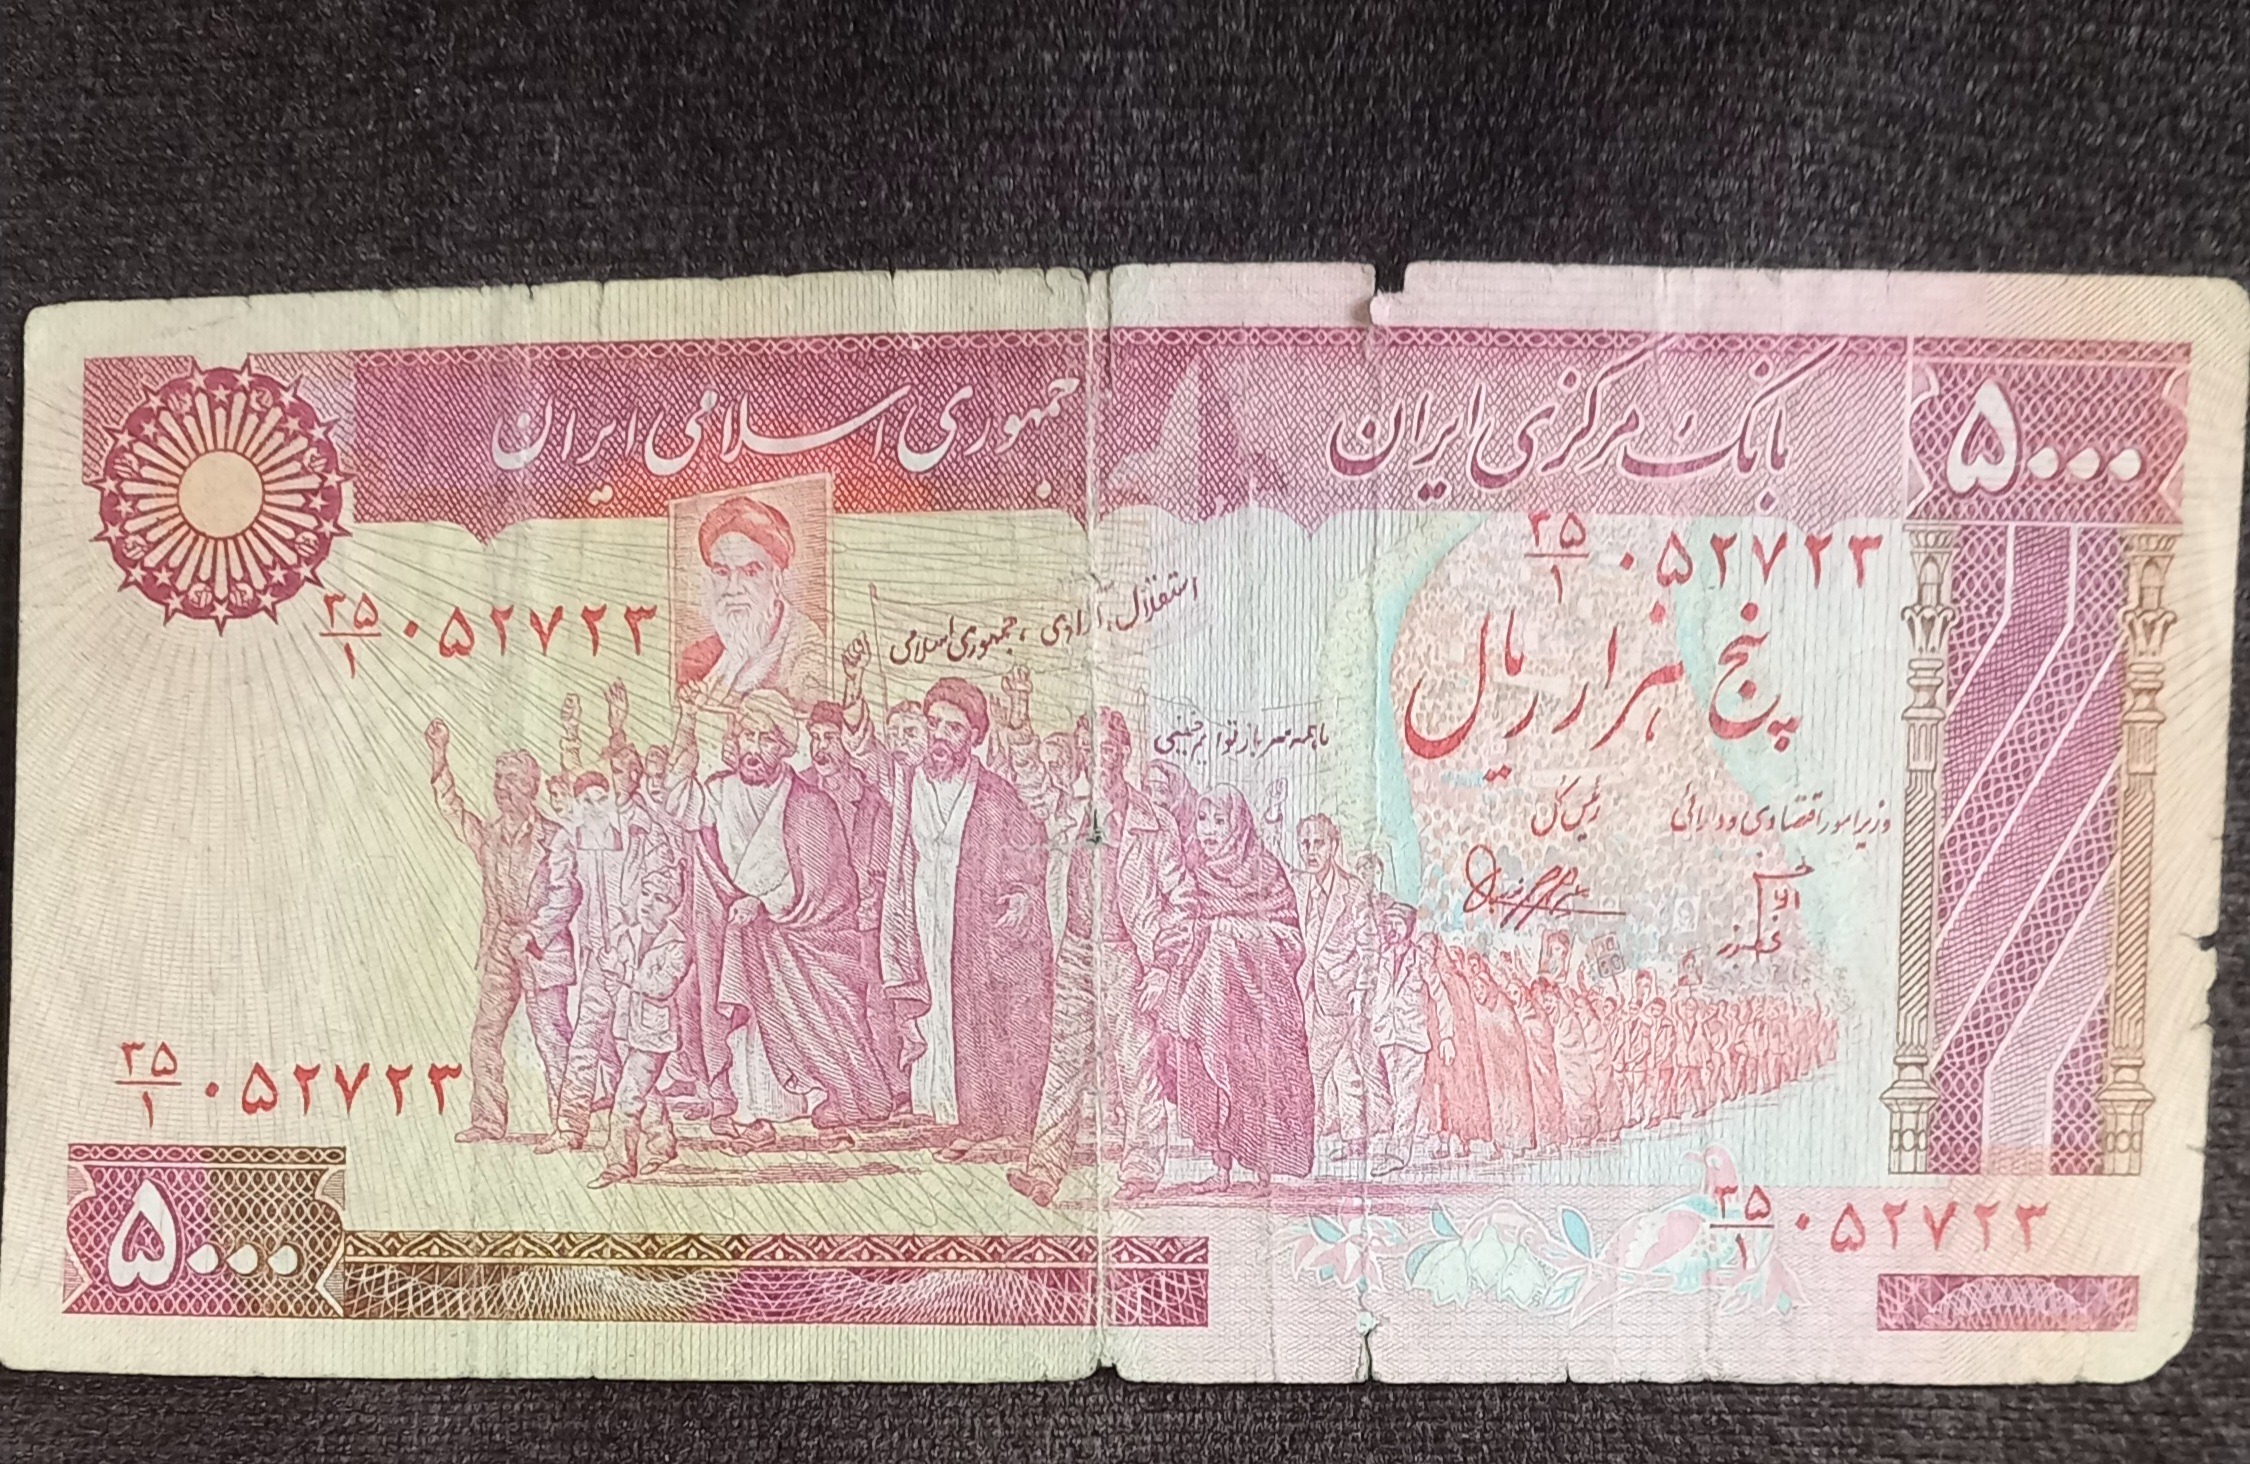 بانک مرکزی ایران
جمهوری اسلامی ایران
۵۰۰۰
۳۵/۱ ۰۵۲۷۲۳
پنج هزار ریال
استقلال، آزادی، جمهوری اسلامی
۳۵/۱ ۰۵۲۷۲۳
ما همه سرباز توایم خمینی
وزیر امور اقتصادی و دارائی
رئیس کل
۳۵/۱ ۰۵۲۷۲۳
۳۵/۱ ۰۵۲۷۲۳
۵۰۰۰